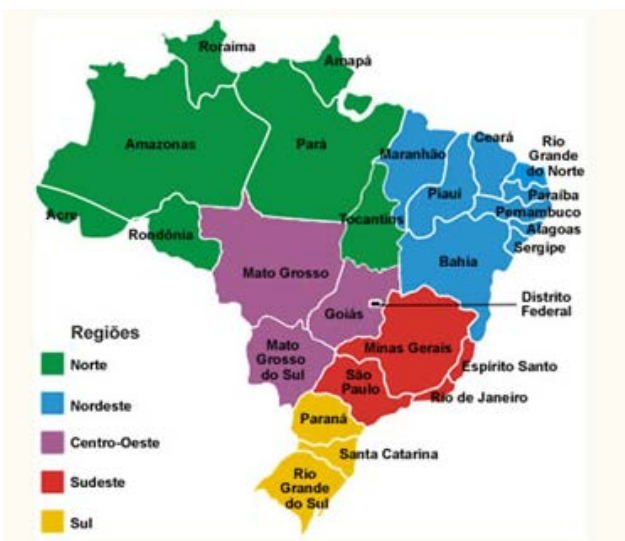 Roraima
Amapá
Amazonas
Pará
Maranhão
Ceará
Rio
Grande
do Norte
Piauí
Paraíba
Pernambuco
Acre
Tocantins
Alagoas
Rondônia
Sergipe
Bahia
Mato Grosso
Distrito
Federal
Goiás
Mato
Grosso
do Sul
Minas Gerais
Espírito Santo
São
Paulo
Rio de Janeiro
Paraná
Santa Catarina
Rio
Grande
do Sul
Regiões
Norte
Nordeste
Centro-Oeste
Sudeste
Sul